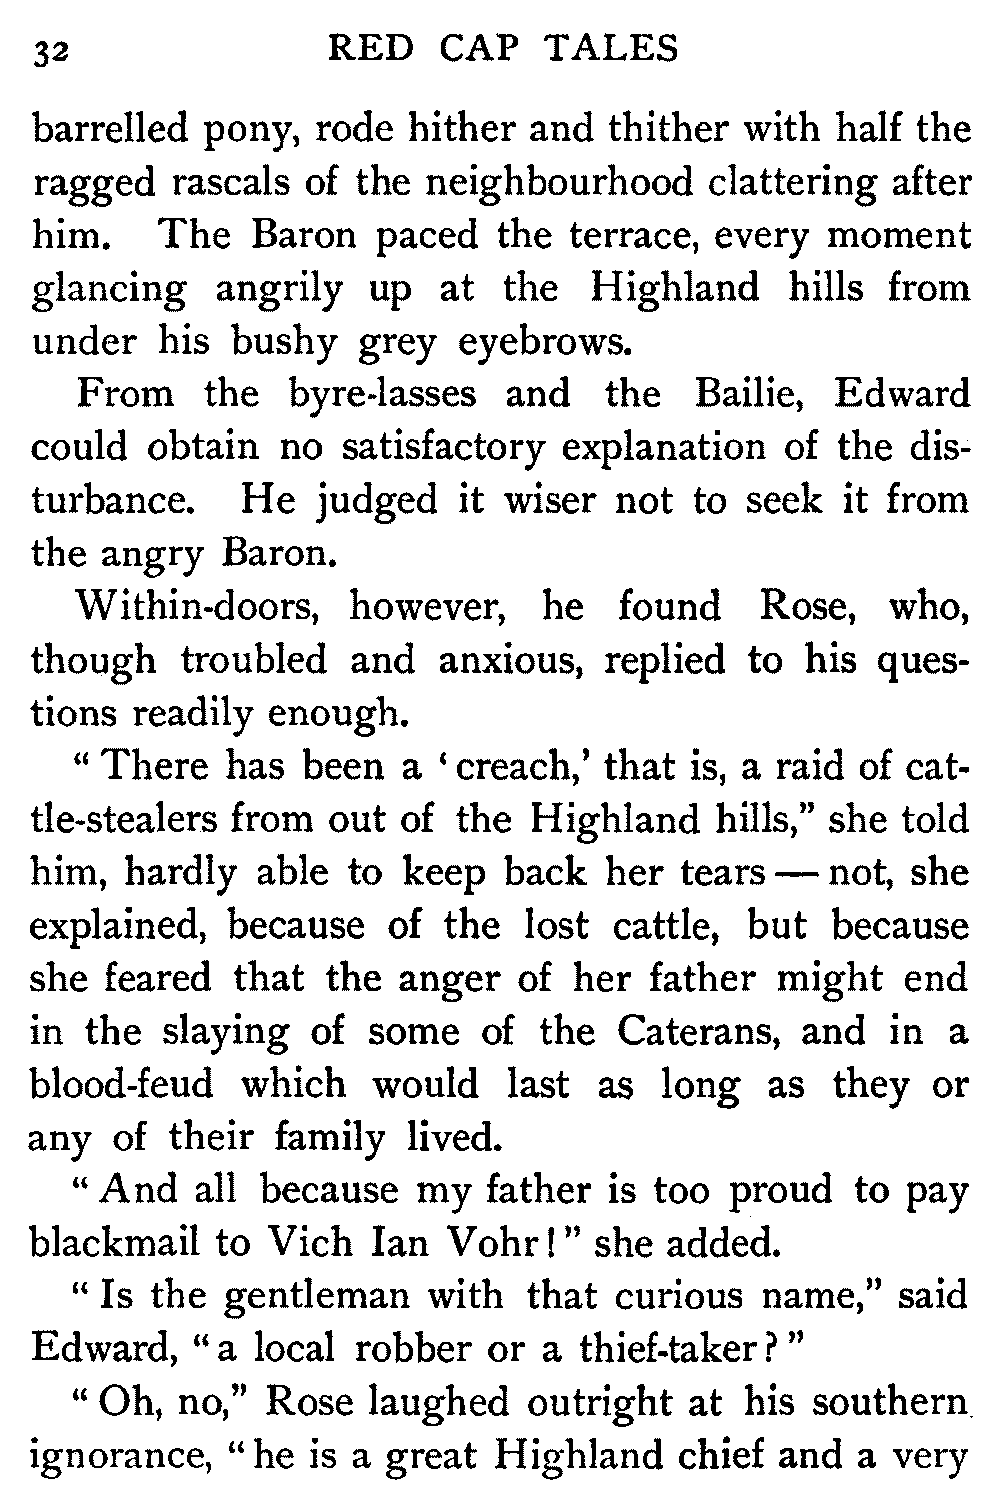 32 RED CAP TALES
barrelled pony, rode hither and thither with half the
ragged rascals of the neighbourhood clattering after
him. The Baron paced the terrace, every moment
glancing angrily up at the Highland hills from
under his bushy grey eyebrows.
From the byre-lasses and the Bailie, Edward
could obtain no satisfactory explanation of the dis-
turbance. He judged it wiser not to seek it from
the angry Baron.
Within-doors, however, he found Rose, who,
though troubled and anxious, replied to his ques-
tions readily enough.
“ There has been a ‘ creach,’ that is, a raid of cat-
tle-stealers from out of the Highland hills,” she told
him, hardly able to keep back her tears — not, she
explained, because of the lost cattle, but because
she feared that the anger of her father might end
in the slaying of some of the Caterans, and in a
blood-feud which would last as long as they or
any of their family lived.
“ And all because my father is too proud to pay
blackmail to Vich Ian Vohr ! ” she added.
“ Is the gentleman with that curious name,” said
Edward, “ a local robber or a thief-taker ? ”
“ Oh, no,” Rose laughed outright at his southern
ignorance, “ he is a great Highland chief and a very